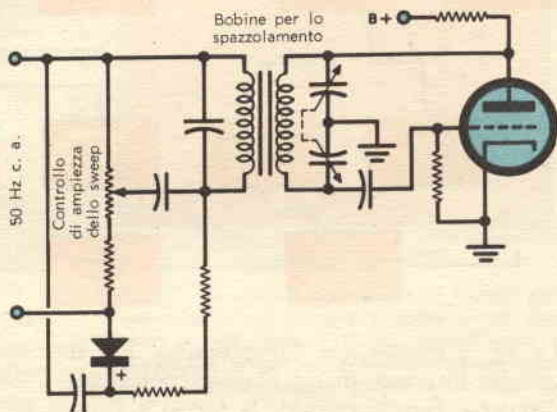 Bobine per lo
spazzolamento
B+
50 Hz c. a.
Controllo
di ampiezza
dello sweep
+